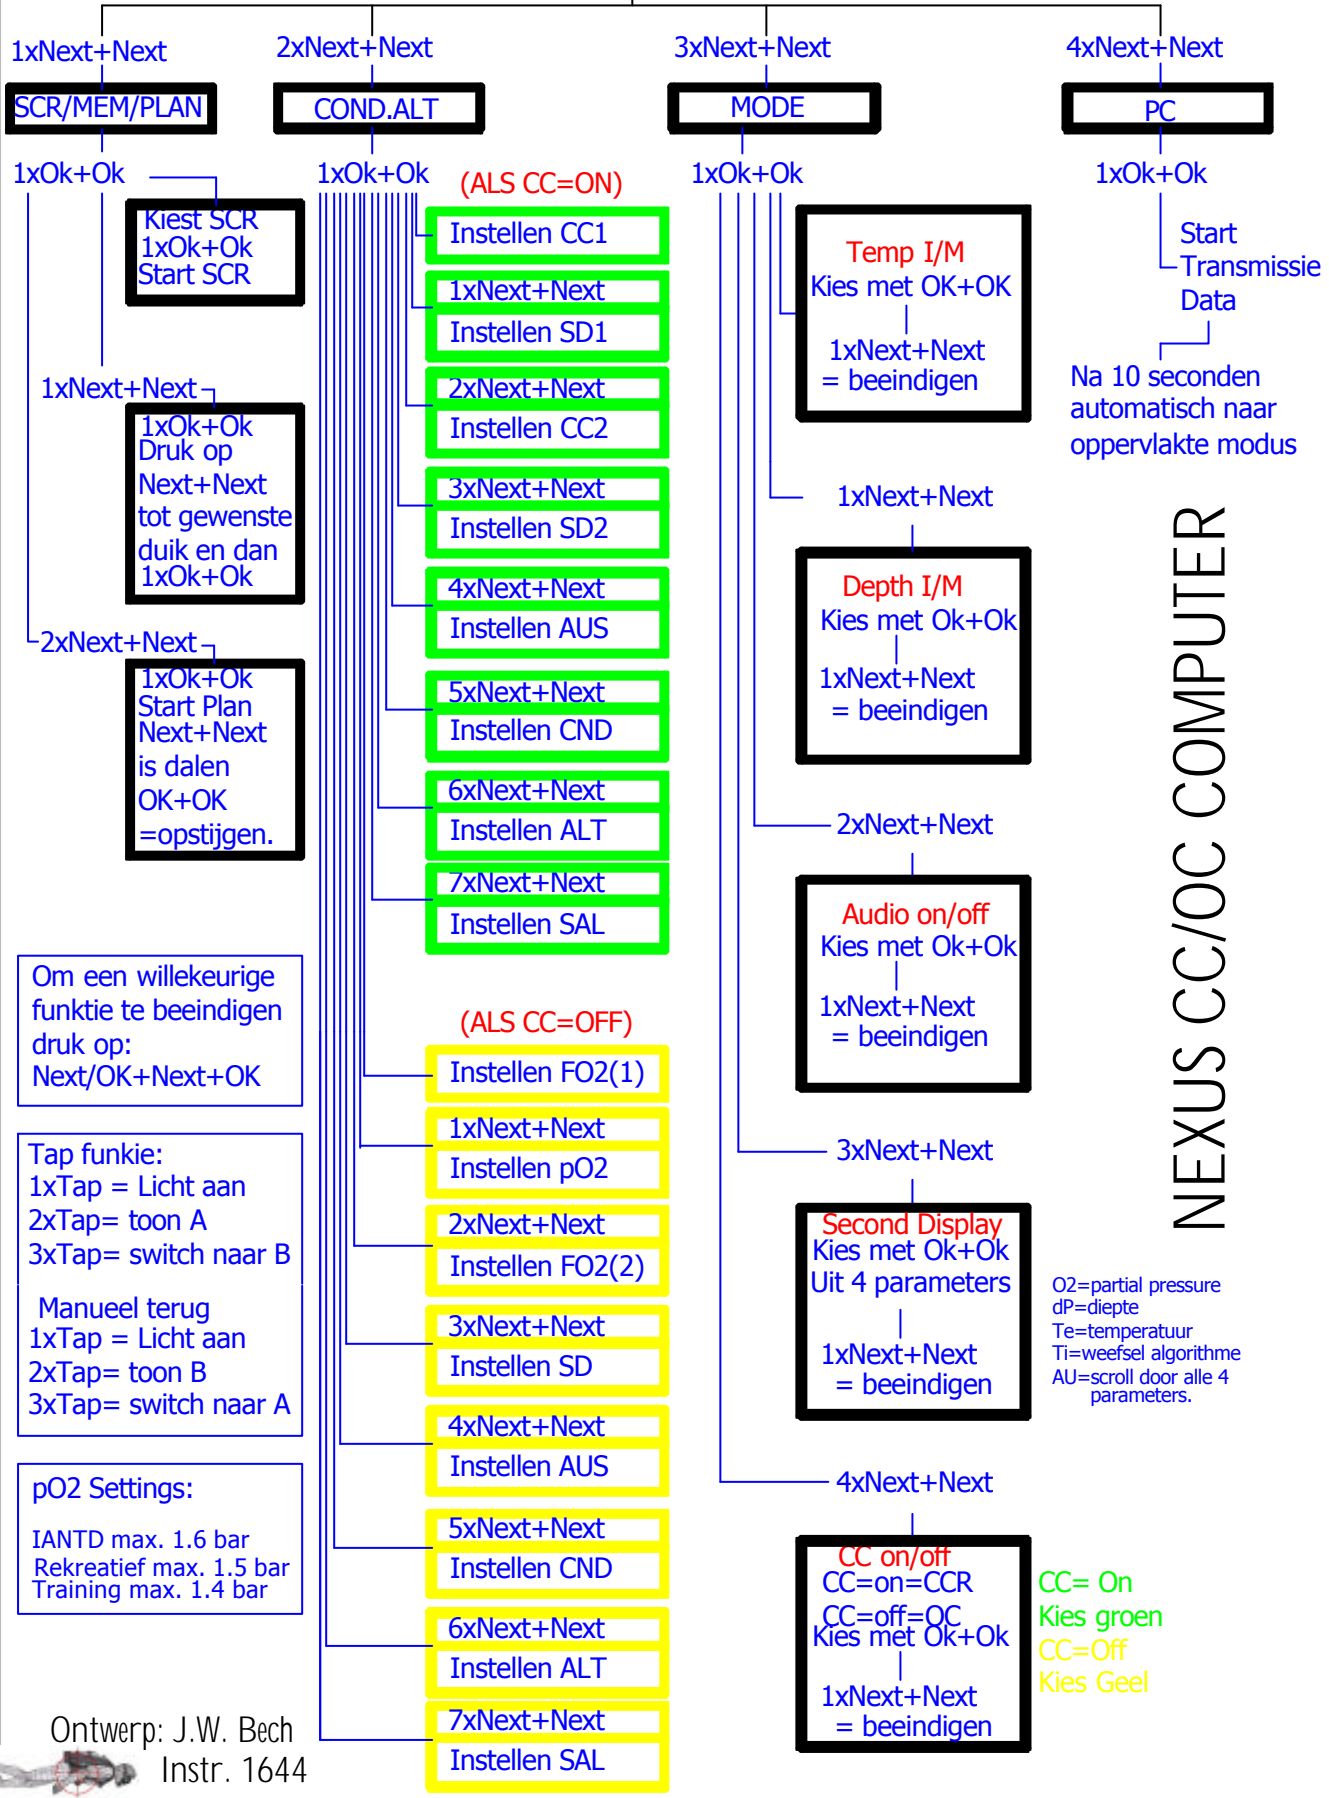 1xNext+Next
2xNext+Next
3xNext+Next
4xNext+Next
SCR/MEM/PLAN
COND.ALT
MODE
PC
1xOk+Ok
1xOk+Ok
1xOk+Ok
1xOk+Ok
Kiest SCR
1xOk+Ok
Start SCR
1xNext+Next
1xOk+Ok
Druk op
Next+Next
tot gewenste
duik en dan
1xOk+Ok
2xNext+Next
1xOk+Ok
Start Plan
Next+Next
is dalen
OK+OK
=opstijgen.
Om een willekeurige
funktie te beeindigen
druk op:
Next/OK+Next+OK
Tap funkie:
1xTap = Licht aan
2xTap= toon A
3xTap= switch naar B
Manueel terug
1xTap = Licht aan
2xTap= toon B
3xTap= switch naar A
pO2 Settings:
IANTD max. 1.6 bar
Rekreatief max. 1.5 bar
Training max. 1.4 bar
Ontwerp: J.W. Bech
Instr. 1644
(ALS CC=ON)
Instellen CC1
1xNext+Next
Instellen SD1
2xNext+Next
Instellen CC2
3xNext+Next
Instellen SD2
4xNext+Next
Instellen AUS
5xNext+Next
Instellen CND
6xNext+Next
Instellen ALT
7xNext+Next
Instellen SAL
(ALS CC=OFF)
Instellen FO2(1)
1xNext+Next
Instellen pO2
2xNext+Next
Instellen FO2(2)
3xNext+Next
Instellen SD
4xNext+Next
Instellen AUS
5xNext+Next
Instellen CND
6xNext+Next
Instellen ALT
7xNext+Next
Instellen SAL
Temp I/M
Kies met OK+OK
1xNext+Next
= beeindigen
1xNext+Next
Depth I/M
Kies met Ok+Ok
1xNext+Next
= beeindigen
2xNext+Next
Audio on/off
Kies met Ok+Ok
1xNext+Next
= beeindigen
3xNext+Next
Second Display
Kies met Ok+Ok
Uit 4 parameters
1xNext+Next
= beeindigen
4xNext+Next
CC on/off
CC=on=CCR
CC=off=OC
Kies met Ok+Ok
1xNext+Next
= beeindigen
Start
Transmissie
Data
Na 10 seconden
automatisch naar
oppervlakte modus
NEXUS CC/OC COMPUTER
O2=partial pressure
dP=diepte
Te=temperatuur
Ti=weefsel algorithme
AU=scroll door alle 4
parameters.
CC= On
Kies groen
CC=Off
Kies Geel